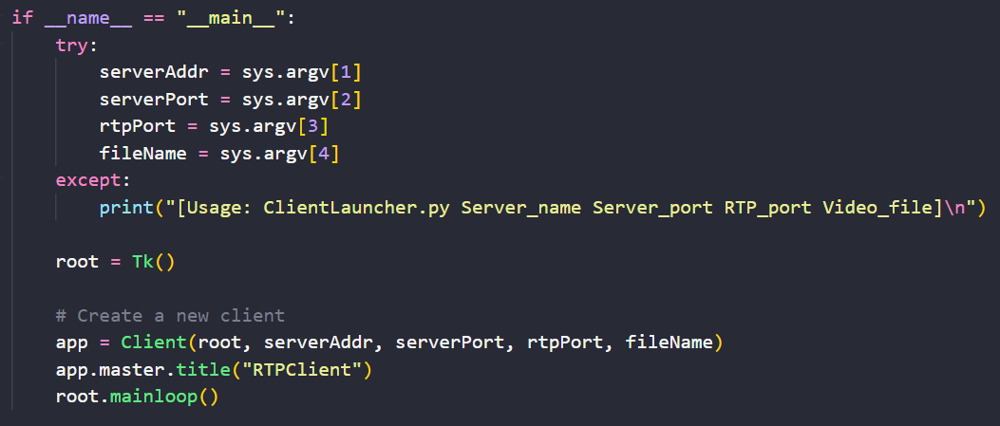 if __name__ == "__main__":
    try:
        serverAddr = sys.argv[1]
        serverPort = sys.argv[2]
        rtpPort = sys.argv[3]
        fileName = sys.argv[4]
    except:
        print("[Usage: ClientLauncher.py Server_name Server_port RTP_port Video_file]\n")
    root = Tk()
    # Create a new client
    app = Client(root, serverAddr, serverPort, rtpPort, fileName)
    app.master.title("RTPClient")
    root.mainloop()